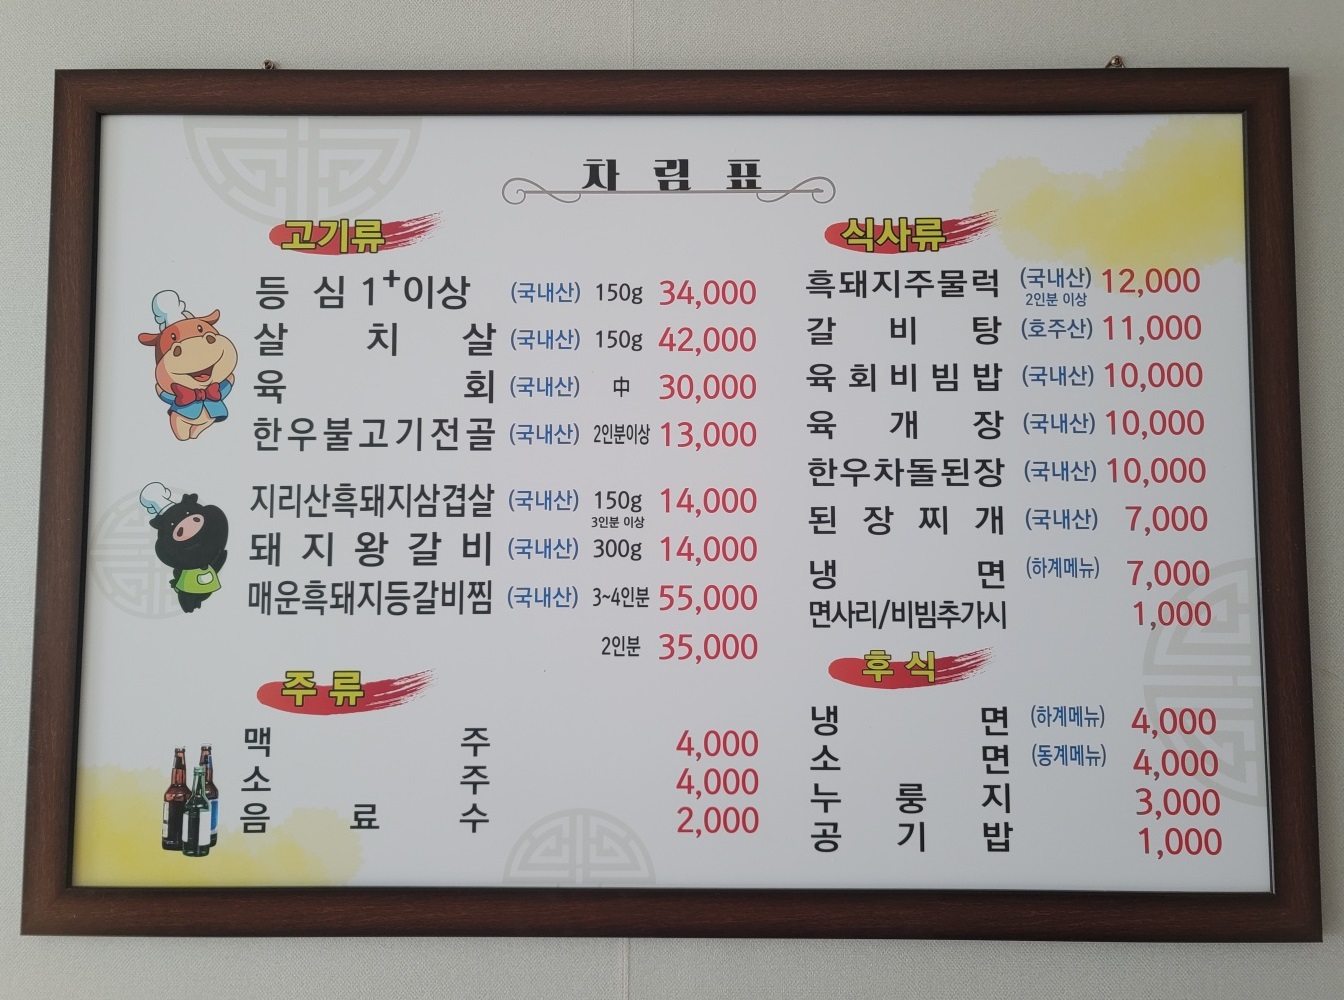 차림표
고기류
등심 1+이상 (국내산) 150g 34,000
살치살 (국내산) 150g 42,000
육회 (국내산) 中 30,000
한우불고기전골 (국내산) 2인분이상 13,000
지리산흑돼지삼겹살 (국내산) 150g 14,000
3인분 이상
돼지왕갈비 (국내산) 300g 14,000
매운흑돼지등갈비찜 (국내산) 3~4인분 55,000
2인분 35,000
주류
맥주 4,000
소주 4,000
음료수 2,000
식사류
흑돼지주물럭 (국내산) 12,000
2인분 이상
갈비탕 (호주산) 11,000
육회비빔밥 (국내산) 10,000
육개장 (국내산) 10,000
한우차돌된장 (국내산) 10,000
된장찌개 (국내산) 7,000
냉면 (하계메뉴) 7,000
면사리/비빔추가시 1,000
후식
냉면 (하계메뉴) 4,000
소면 (동계메뉴) 4,000
누룽지 3,000
공기밥 1,000